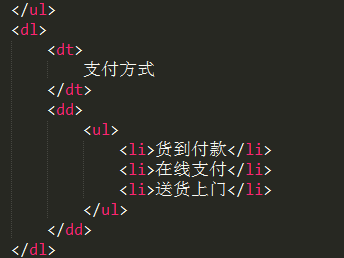 </ul>
<dl>
    <dt>
        支付方式
    </dt>
    <dd>
        <ul>
            <li>货到付款</li>
            <li>在线支付</li>
            <li>送货上门</li>
        </ul>
    </dd>
</dl>